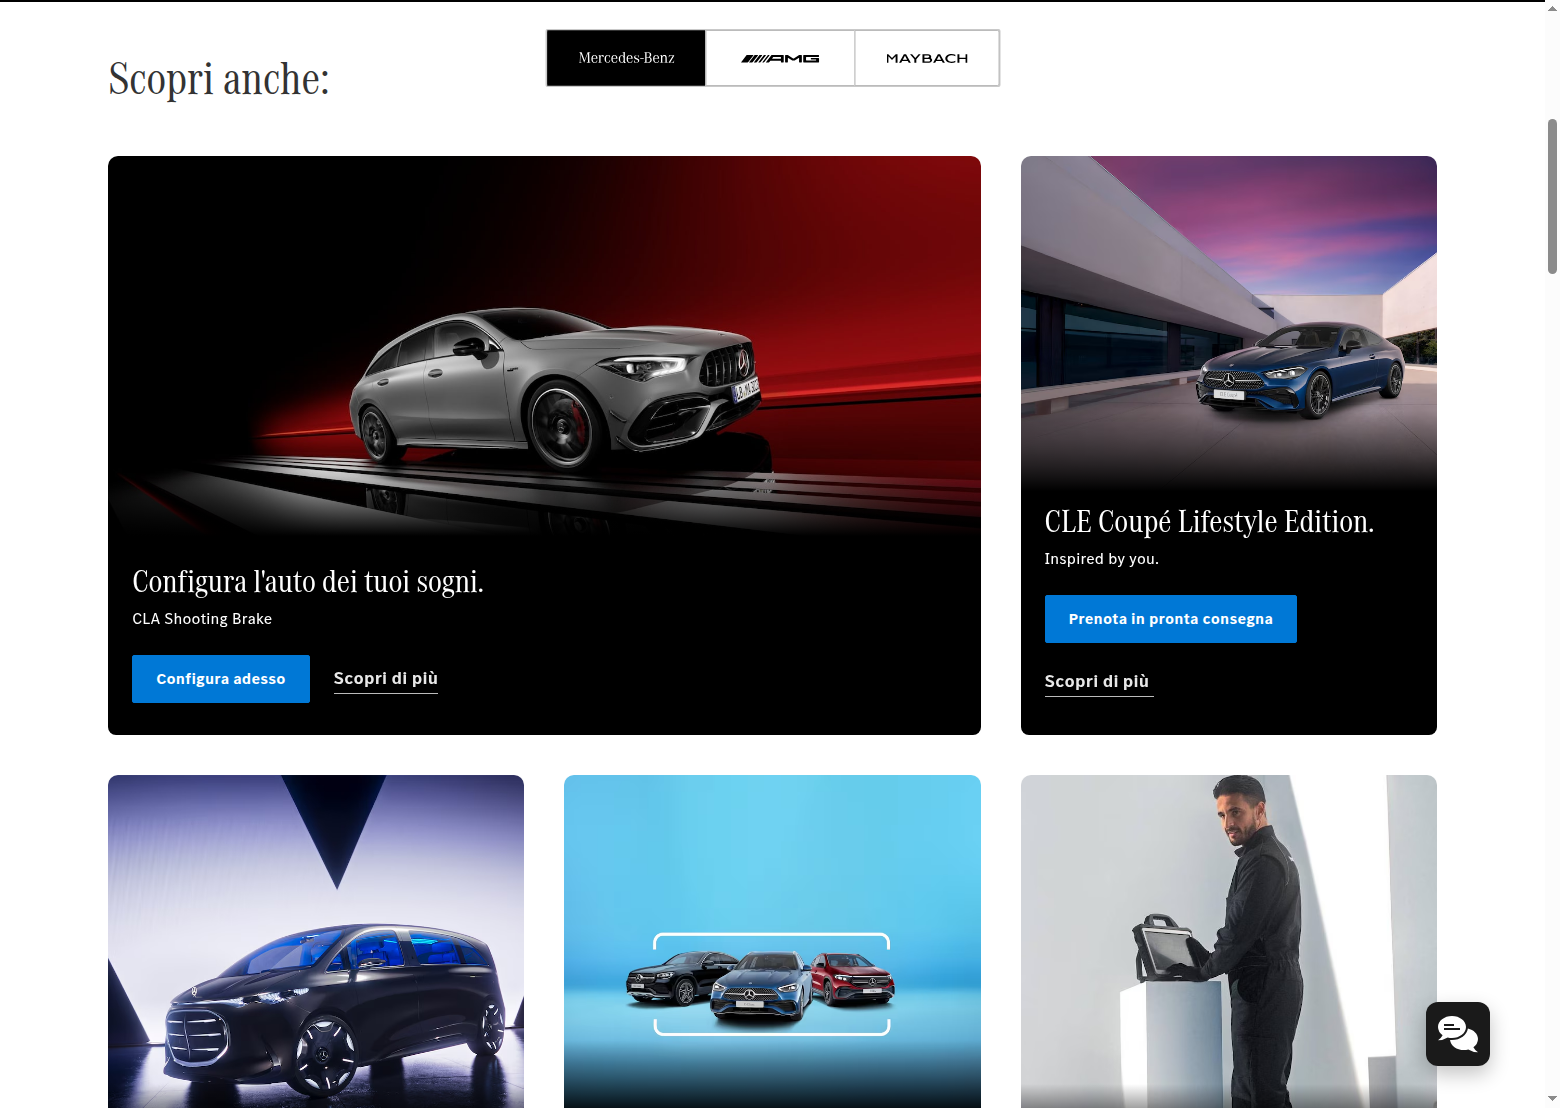 Mercedes-Benz
AMG
MAYBACH
Scopri anche:
Configura l'auto dei tuoi sogni.
CLA Shooting Brake
Configura adesso
Scopri di più
CLE Coupé Lifestyle Edition.
Inspired by you.
Prenota in pronta consegna
Scopri di più